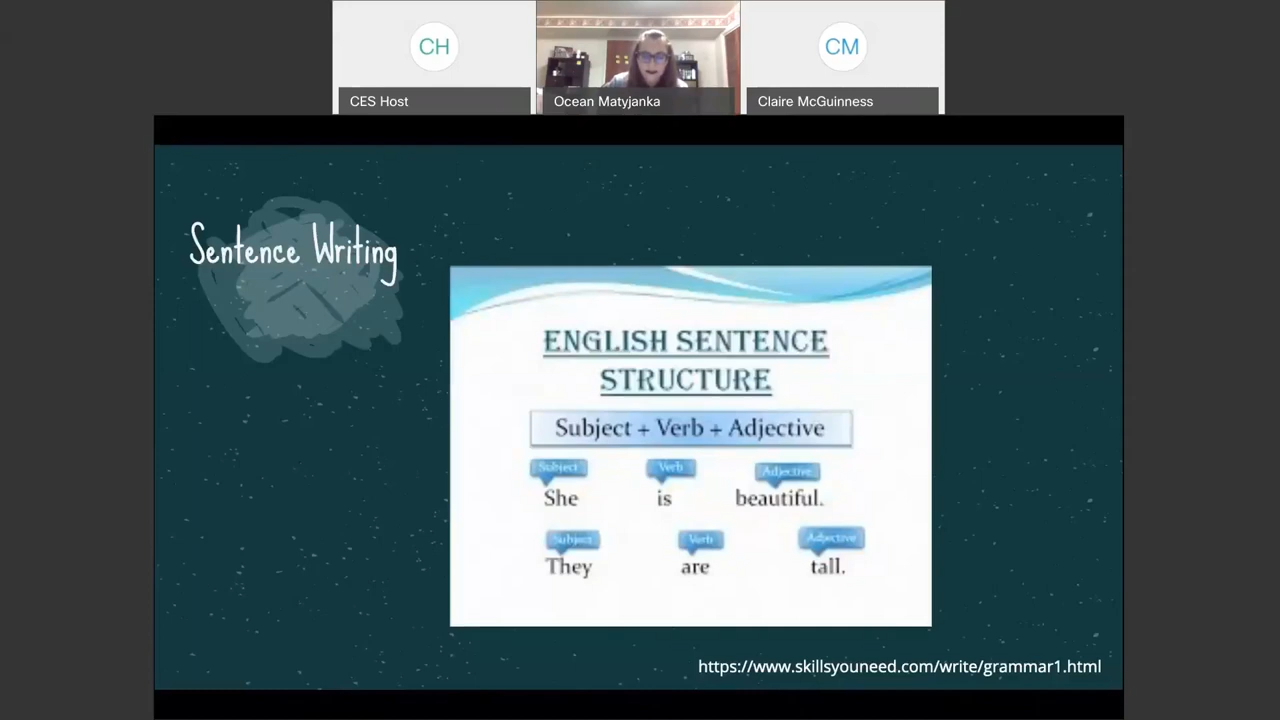 CH
CM
CES Host
Ocean Matyjanka
Claire McGuinness
Sentence Writing
ENGLISH SENTENCE
STRUCTURE
Subject + Verb + Adjective
Subject Verb Adjective
She is beautiful.
Subject Verb Adjective
They are tall.
https://www.skillsyouneed.com/write/grammar1.html